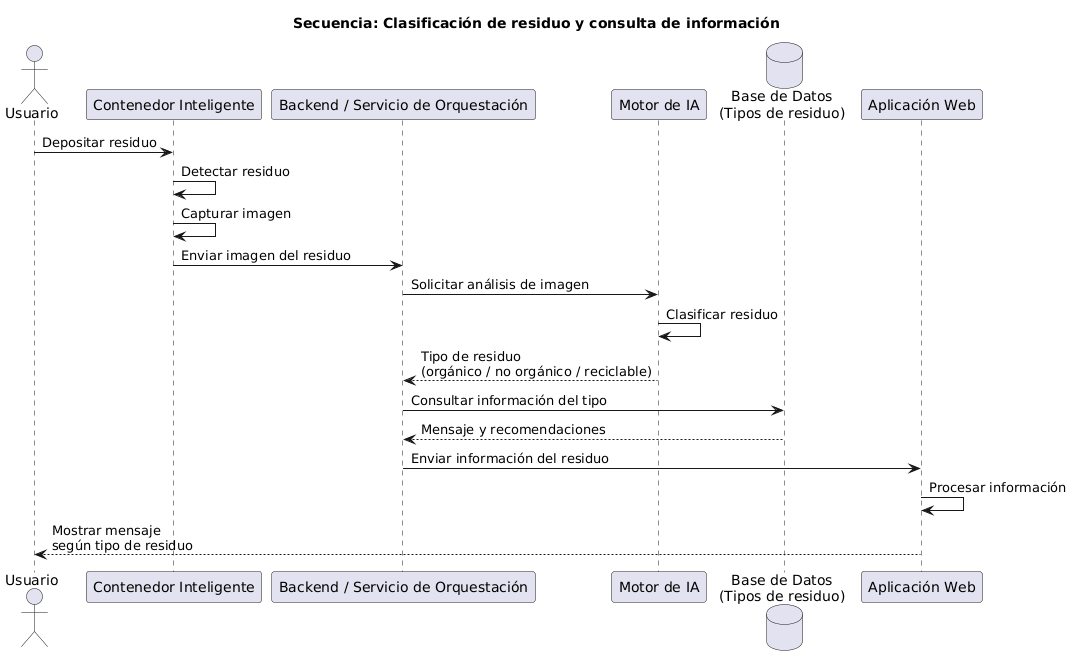 Secuencia: Clasificación de residuo y consulta de información
Usuario
Contenedor Inteligente
Backend / Servicio de Orquestación
Motor de IA
Base de Datos
(Tipos de residuo)
Aplicación Web
Depositar residuo
Detectar residuo
Capturar imagen
Enviar imagen del residuo
Solicitar análisis de imagen
Clasificar residuo
Tipo de residuo
(orgánico / no orgánico / reciclable)
Consultar información del tipo
Mensaje y recomendaciones
Enviar información del residuo
Procesar información
Mostrar mensaje
según tipo de residuo
Usuario
Contenedor Inteligente
Backend / Servicio de Orquestación
Motor de IA
Base de Datos
(Tipos de residuo)
Aplicación Web